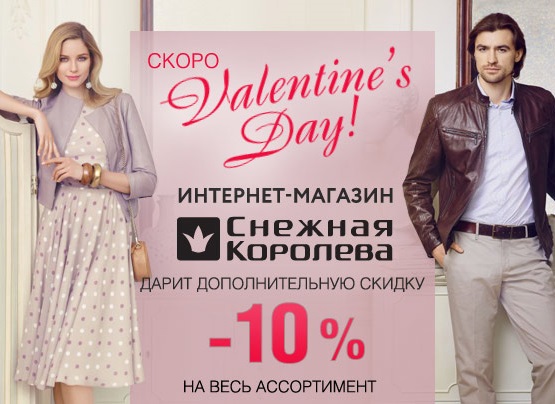 СКОРО
Valentine's
Day!
ИНТЕРНЕТ-МАГАЗИН
Снежная
Королева
ДАРИТ ДОПОЛНИТЕЛЬНУЮ СКИДКУ
-10%
НА ВЕСЬ АССОРТИМЕНТ